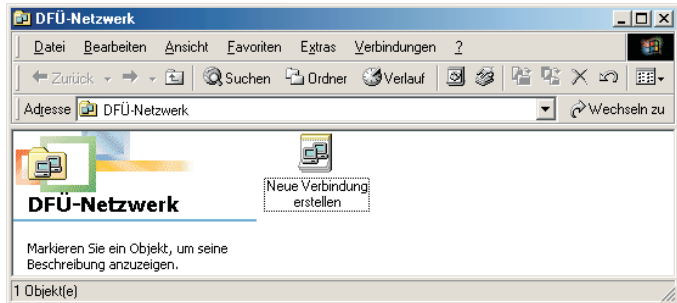 DFÜ-Netzwerk
Datei Bearbeiten Ansicht Favoriten Extras Verbindungen ?
Zurück Suchen Ordner Verlauf
Adresse DFÜ-Netzwerk Wechseln zu
Neue Verbindung
erstellen
DFÜ-Netzwerk
Markieren Sie ein Objekt, um seine
Beschreibung anzuzeigen.
1 Objekt(e)